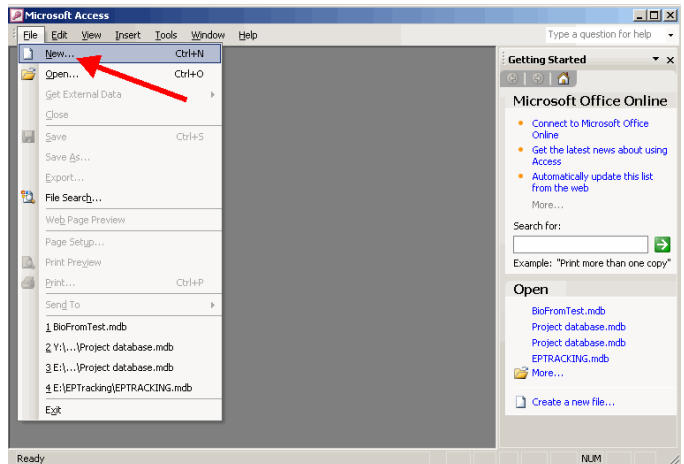 Microsoft Access
File Edit View Insert Tools Window Help
Type a question for help
New... Ctrl+N
Open... Ctrl+O
Get External Data
Close
Save Ctrl+S
Save As...
Export...
File Search...
Web Page Preview
Page Setup...
Print Preview
Print... Ctrl+P
Send To
1 BioFromTest.mdb
2 Y:\...\Project database.mdb
3 E:\...\Project database.mdb
4 E:\EPTracking\EPTRACKING.mdb
Exit
Getting Started
Microsoft Office Online
Connect to Microsoft Office
Online
Get the latest news about using
Access
Automatically update this list
from the web
More...
Search for:
Example: "Print more than one copy"
Open
BioFromTest.mdb
Project database.mdb
Project database.mdb
EPTRACKING.mdb
More...
Create a new file...
Ready
NUM